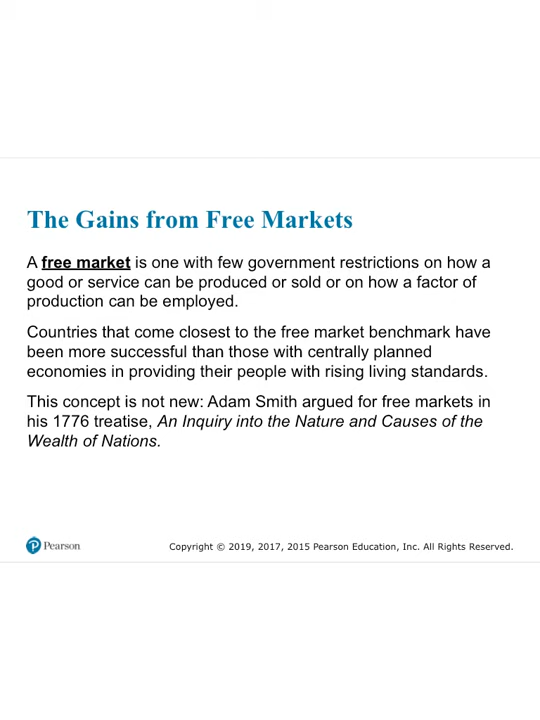 The Gains from Free Markets
A free market is one with few government restrictions on how a
good or service can be produced or sold or on how a factor of
production can be employed.
Countries that come closest to the free market benchmark have
been more successful than those with centrally planned
economies in providing their people with rising living standards.
This concept is not new: Adam Smith argued for free markets in
his 1776 treatise, An Inquiry into the Nature and Causes of the
Wealth of Nations.
P Pearson
Copyright © 2019, 2017, 2015 Pearson Education, Inc. All Rights Reserved.